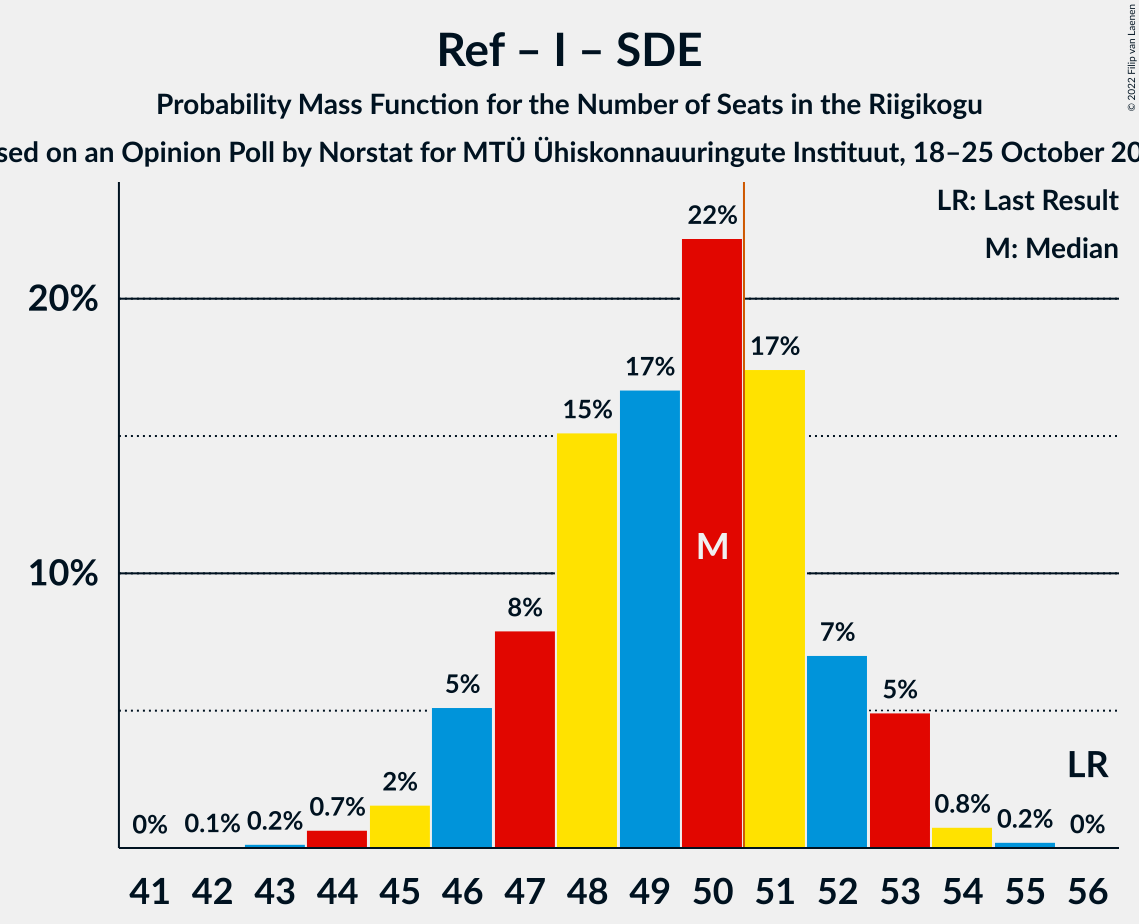 Ref – I – SDE
Probability Mass Function for the Number of Seats in the Riigikogu
sed on an Opinion Poll by Norstat for MTÜ Ühiskonnauuringute Instituut, 18–25 October 20
© 2022 Filip van Laenen
LR: Last Result
M: Median
20%
10%
0%
0.1%
0.2%
0.7%
2%
5%
8%
15%
17%
22%
17%
7%
5%
0.8%
0.2%
0%
M
LR
41 42 43 44 45 46 47 48 49 50 51 52 53 54 55 56